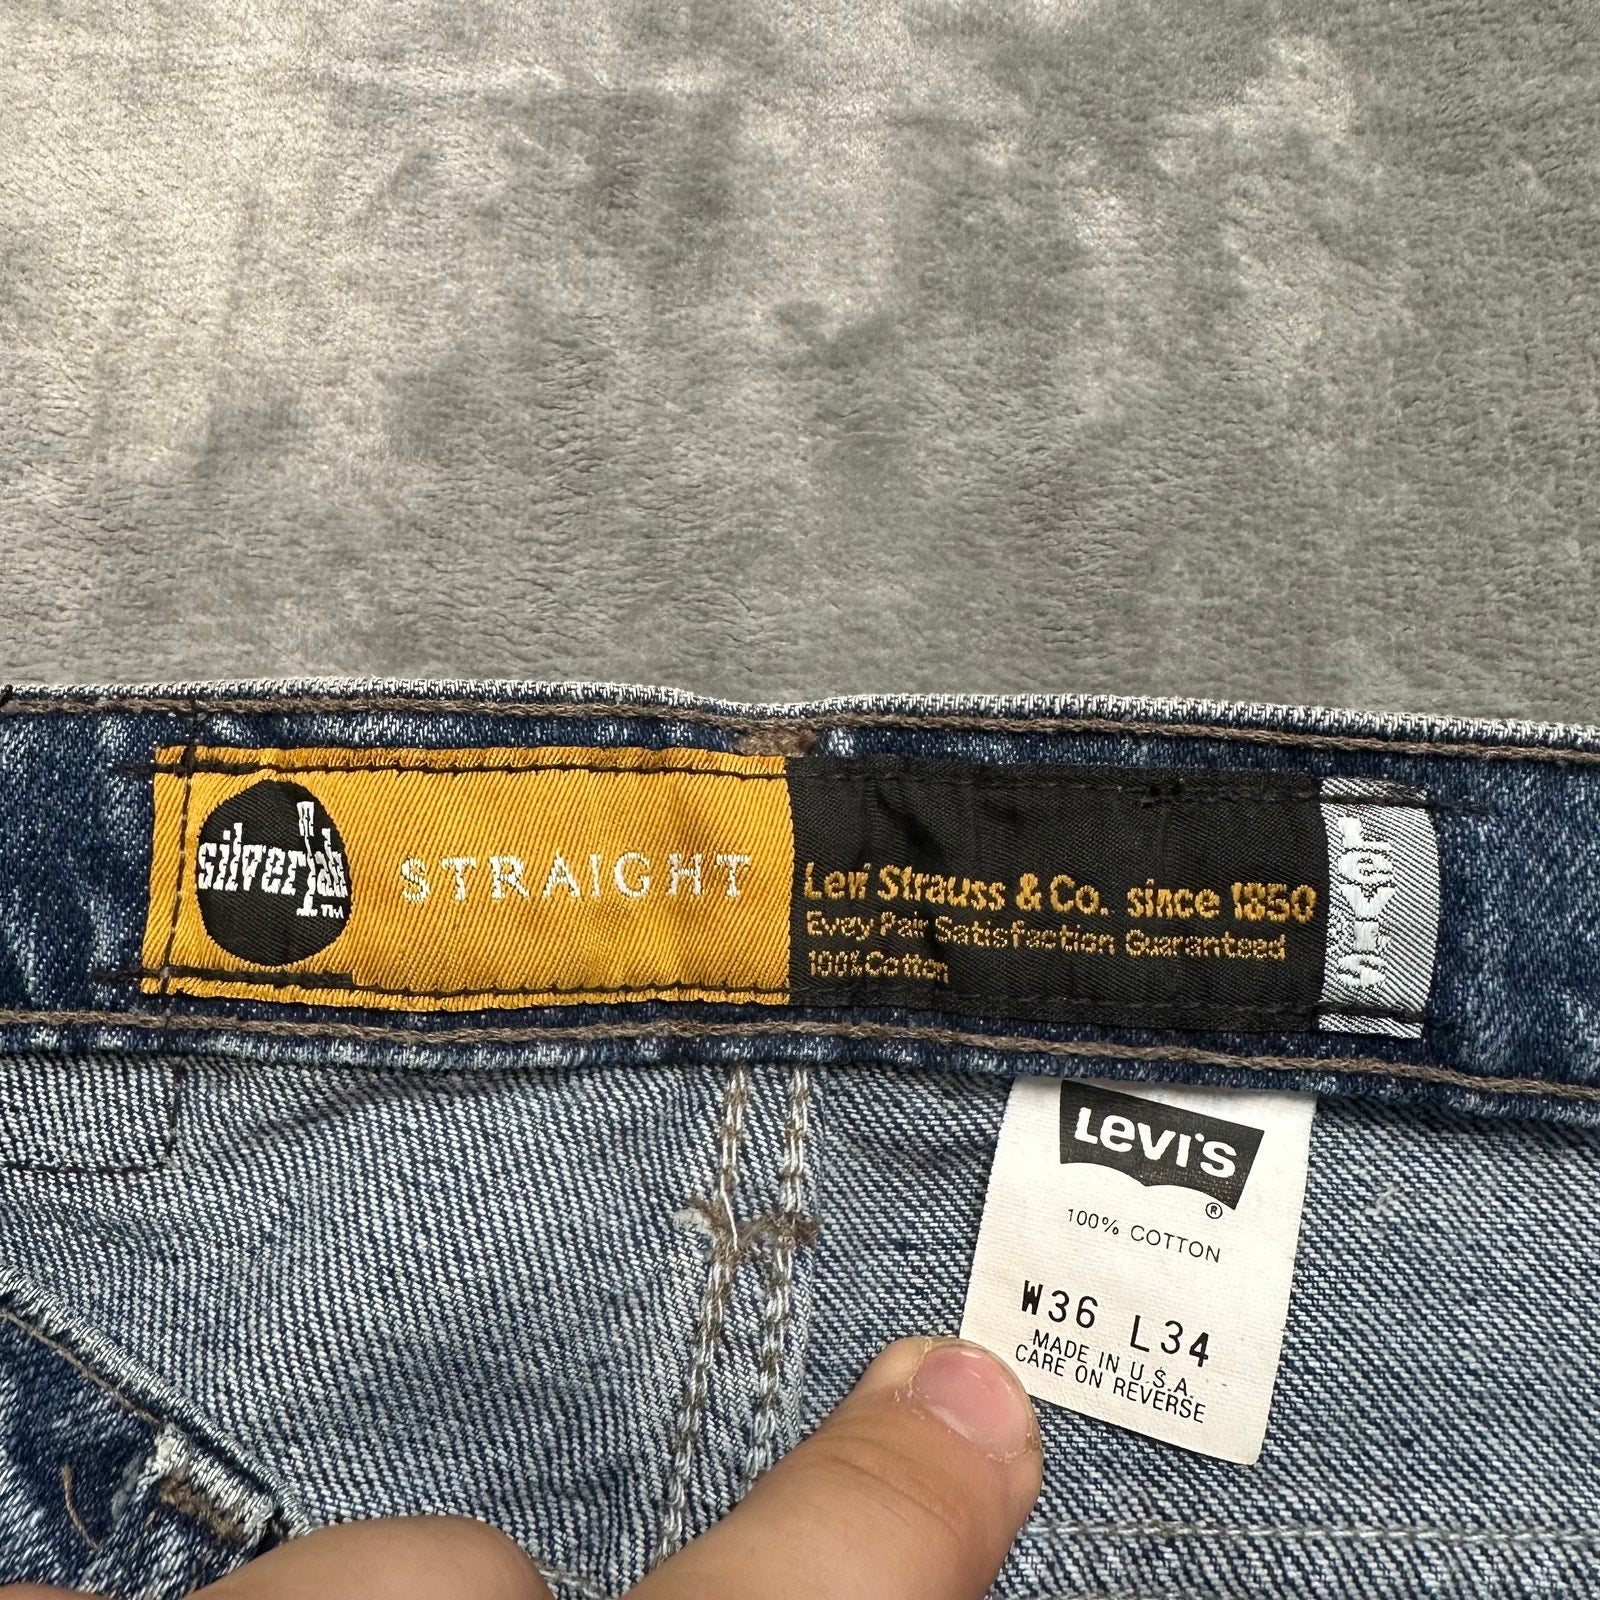 silvertab
TM
STRAIGHT
Levi Strauss & Co. since 1850
Evey Pair Satisfaction Guaranteed
100% Cotton
LEVI'S
®
100% COTTON
W36 L34
MADE IN U.S.A.
CARE ON REVERSE